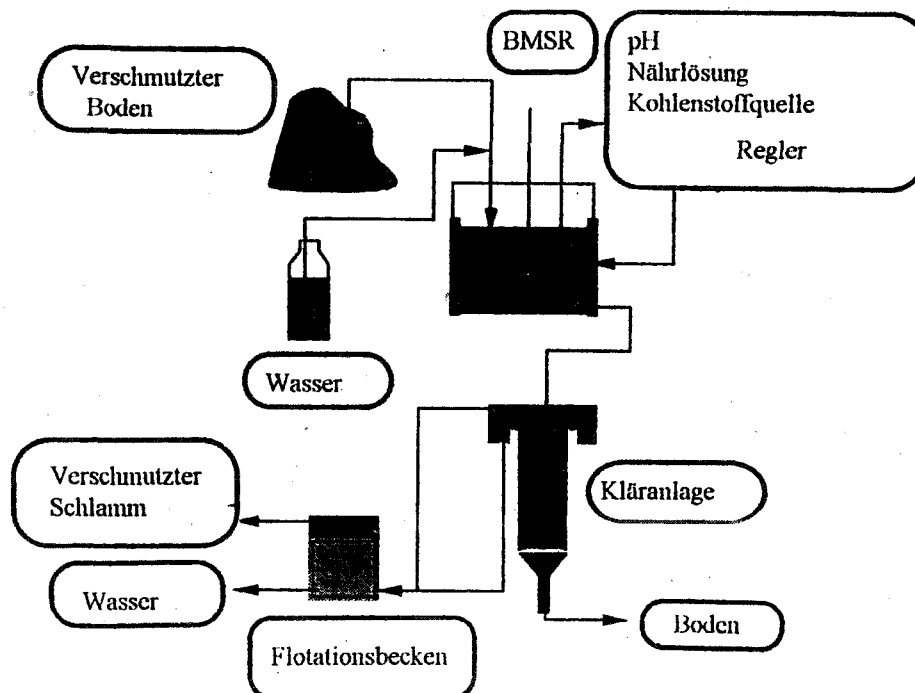 BMSR
pH
Nährlösung
Kohlenstoffquelle
Regler
Verschmutzter
Boden
Wasser
Kläranlage
Verschmutzter
Schlamm
Wasser
Boden
Flotationsbecken